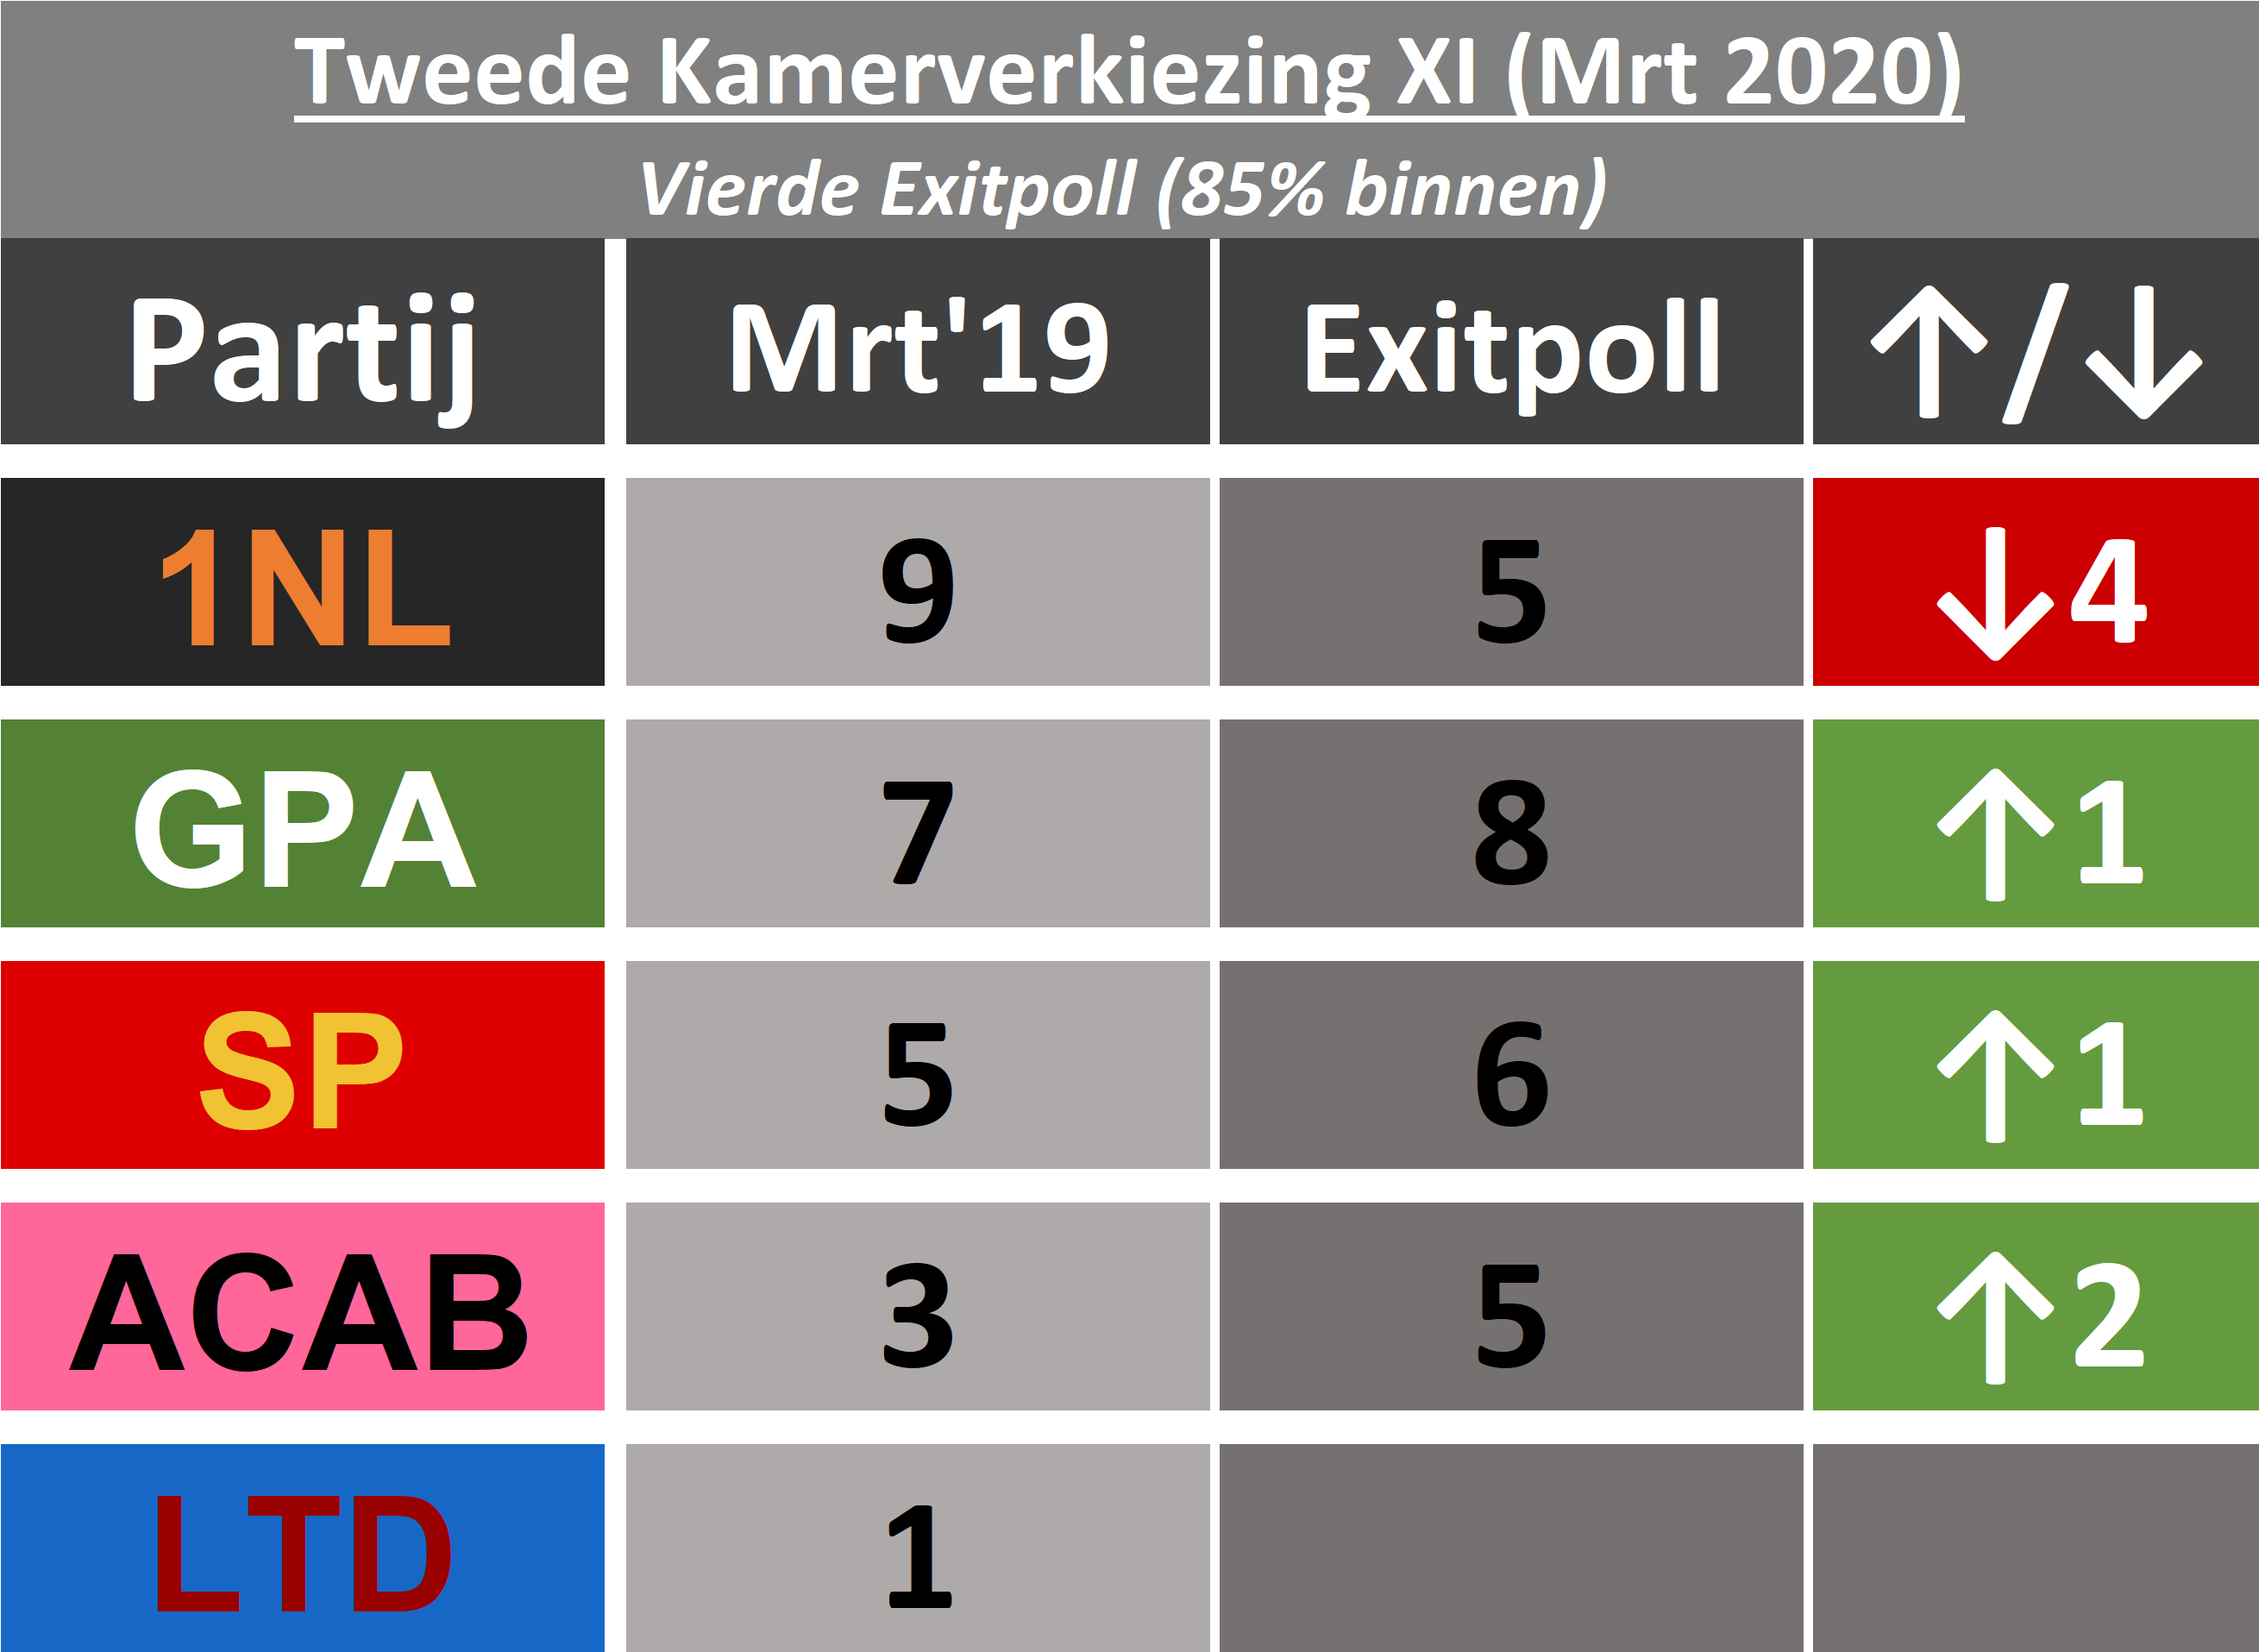 Tweede Kamerverkiezing XI (Mrt 2020)
Vierde Exitpoll (85% binnen)
Partij Mrt'19 Exitpoll ↑/↓
1NL 9 5 ↓4
GPA 7 8 ↑1
SP 5 6 ↑1
ACAB 3 5 ↑2
LTD 1